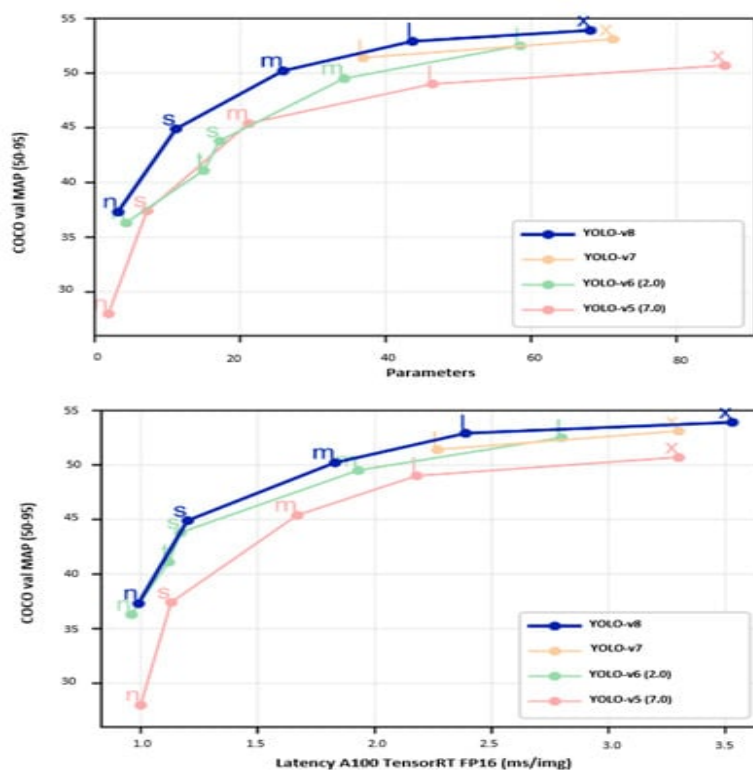 55
50
45
40
35
30
COCO val MAP (50-95)
n
s
m
l
x
l
x
t
s
m
l
n
s
m
l
x
YOLO-v8
YOLO-v7
YOLO-v6 (2.0)
YOLO-v5 (7.0)
0
20
40
60
80
Parameters
55
50
45
40
35
30
COCO val MAP (50-95)
n
s
m
l
x
l
x
n
t
s
m
l
n
s
m
l
x
YOLO-v8
YOLO-v7
YOLO-v6 (2.0)
YOLO-v5 (7.0)
1.0
1.5
2.0
2.5
3.0
3.5
Latency A100 TensorRT FP16 (ms/img)